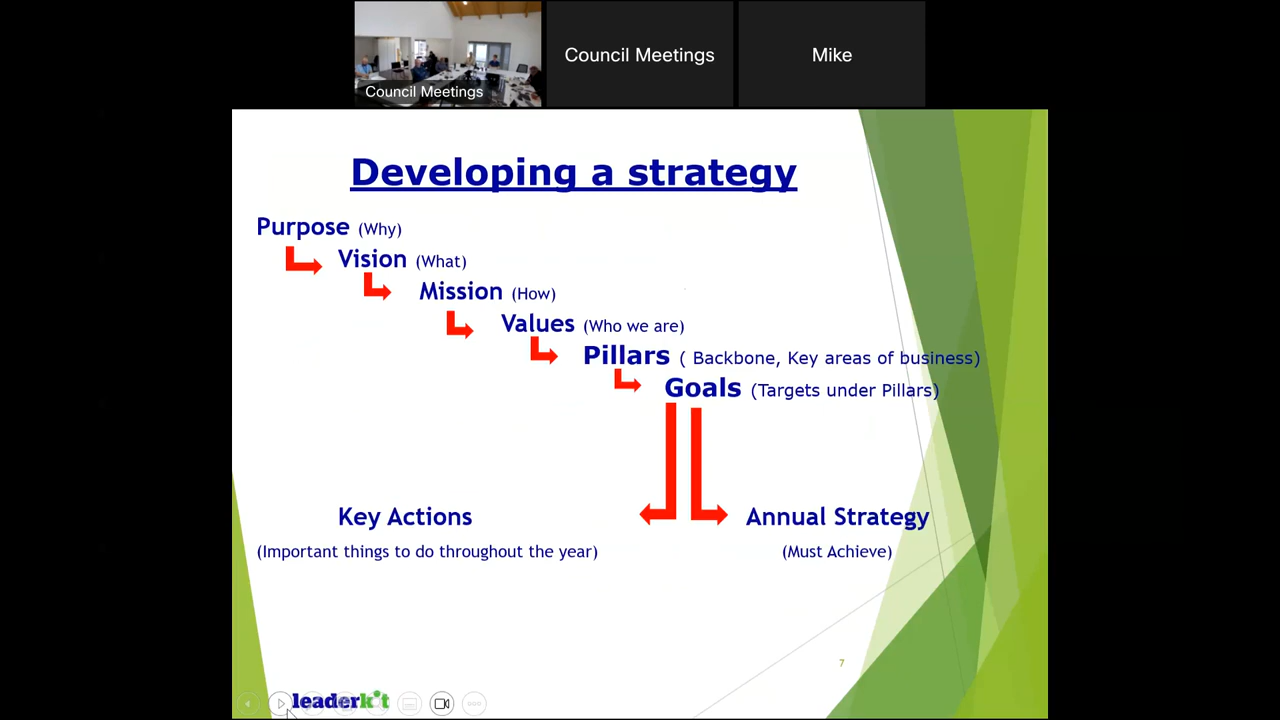 Council Meetings
Council Meetings
Mike
Developing a strategy
Purpose (Why)
Vision (What)
Mission (How)
Values (Who we are)
Pillars ( Backbone, Key areas of business)
Goals (Targets under Pillars)
Key Actions
Annual Strategy
(Important things to do throughout the year)
(Must Achieve)
7
leaderkit